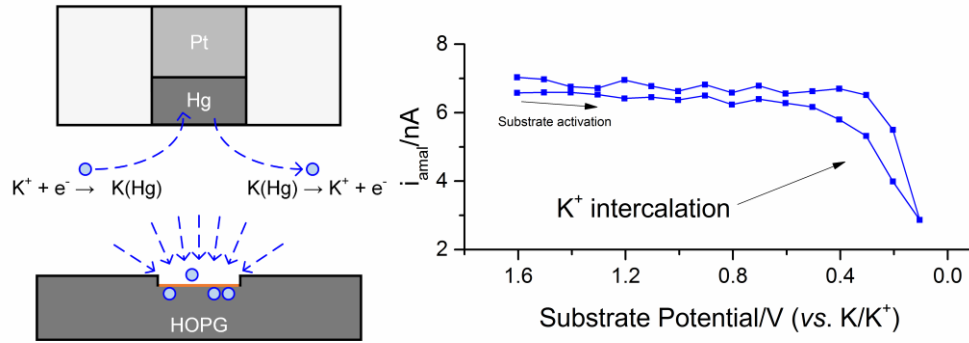 Pt
Hg
K⁺ + e⁻ → K(Hg)
K(Hg) → K⁺ + e⁻
HOPG
i_amal/nA
8
6
4
2
Substrate activation
K⁺ intercalation
1.6 1.2 0.8 0.4 0.0
Substrate Potential/V (vs. K/K⁺)